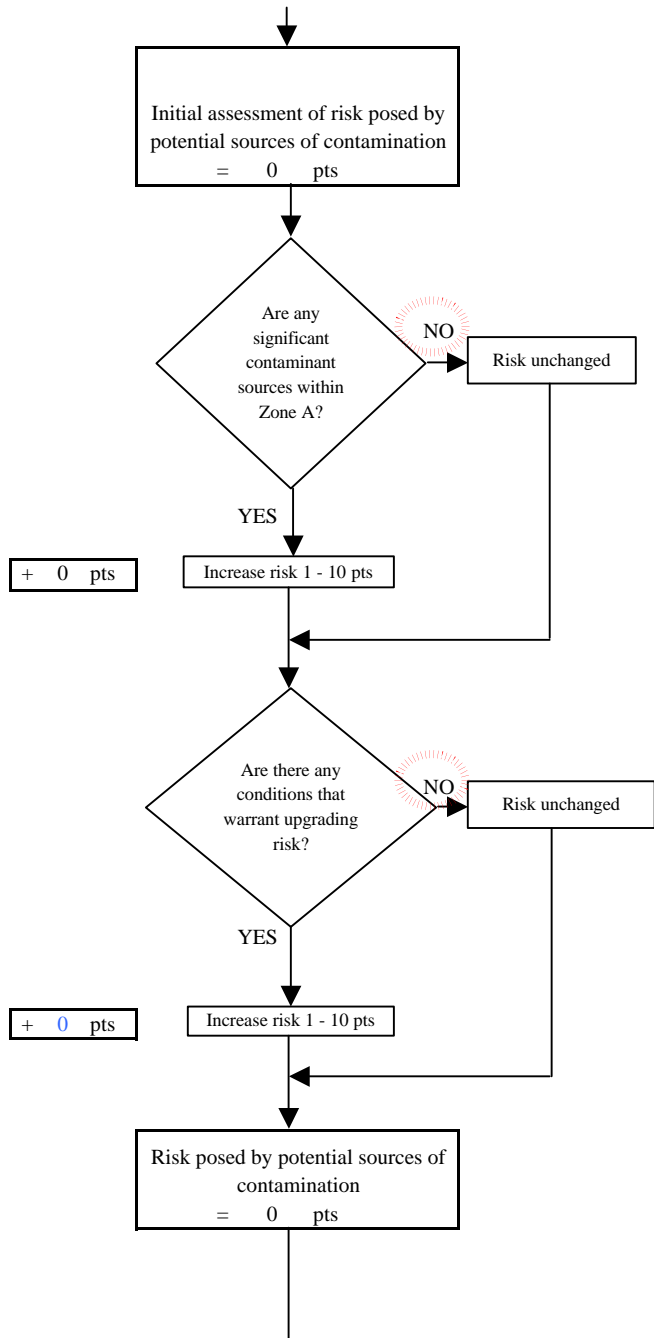 Initial assessment of risk posed by
potential sources of contamination
= 0 pts
Are any
significant
contaminant
sources within
Zone A?
NO
Risk unchanged
YES
+ 0 pts
Increase risk 1 - 10 pts
Are there any
conditions that
warrant upgrading
risk?
NO
Risk unchanged
YES
+ 0 pts
Increase risk 1 - 10 pts
Risk posed by potential sources of
contamination
= 0 pts